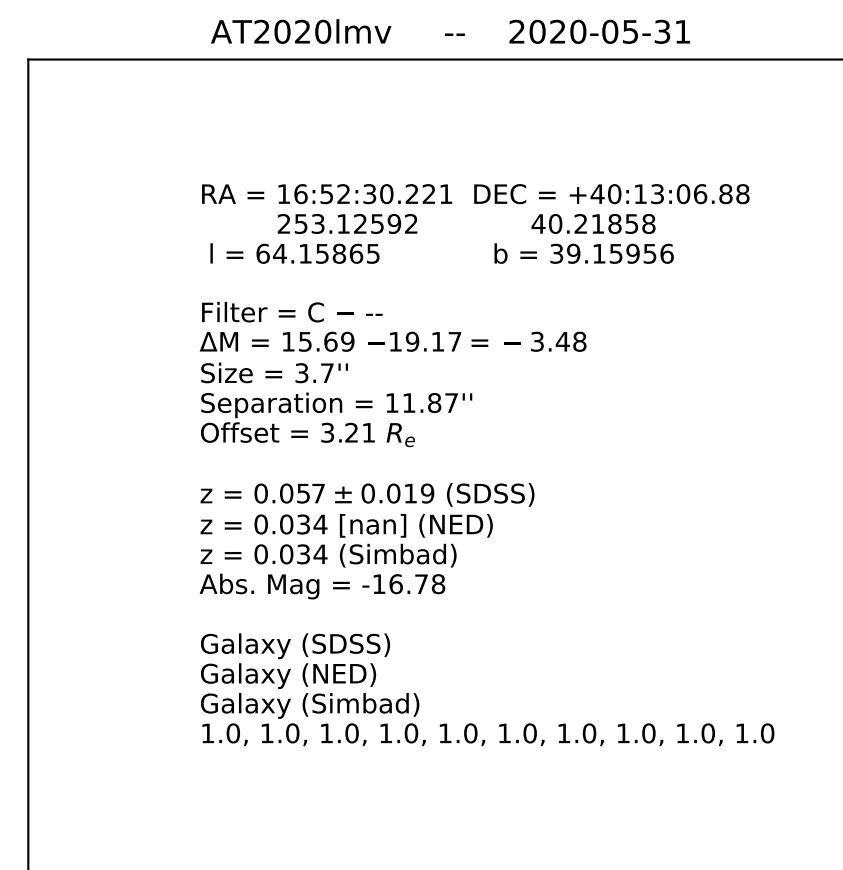 AT2020lmv -- 2020-05-31
RA = 16:52:30.221 DEC = +40:13:06.88
253.12592 40.21858
l = 64.15865 b = 39.15956
Filter = C − --
ΔM = 15.69 −19.17 = − 3.48
Size = 3.7''
Separation = 11.87''
Offset = 3.21 Rₑ
z = 0.057 ± 0.019 (SDSS)
z = 0.034 [nan] (NED)
z = 0.034 (Simbad)
Abs. Mag = -16.78
Galaxy (SDSS)
Galaxy (NED)
Galaxy (Simbad)
1.0, 1.0, 1.0, 1.0, 1.0, 1.0, 1.0, 1.0, 1.0, 1.0